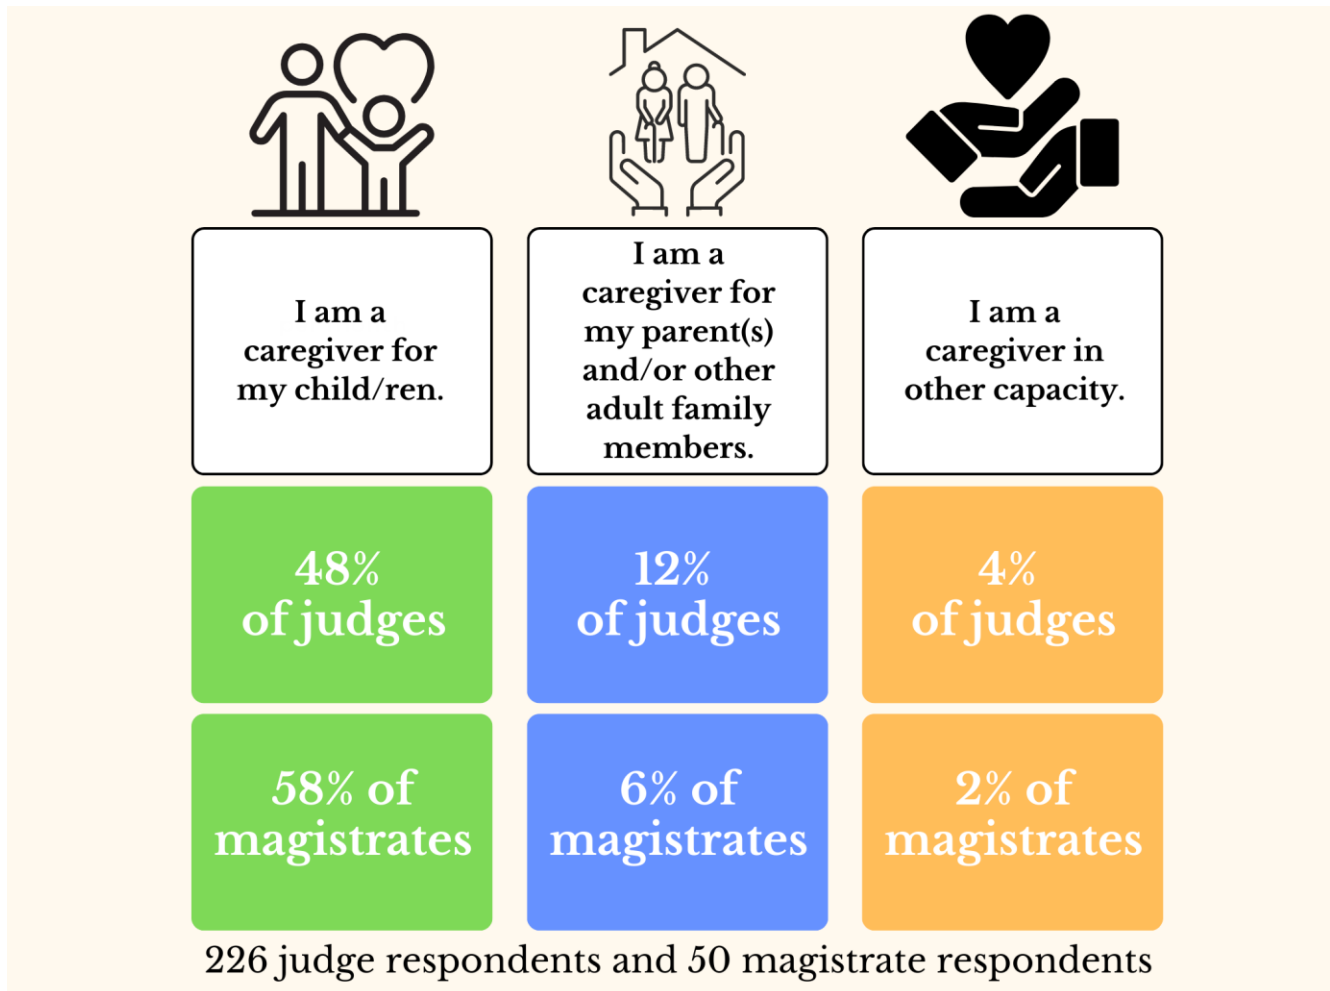 I am a
caregiver for
my child/ren.
I am a
caregiver for
my parent(s)
and/or other
adult family
members.
I am a
caregiver in
other capacity.
48%
of judges
12%
of judges
4%
of judges
58% of
magistrates
6% of
magistrates
2% of
magistrates
226 judge respondents and 50 magistrate respondents